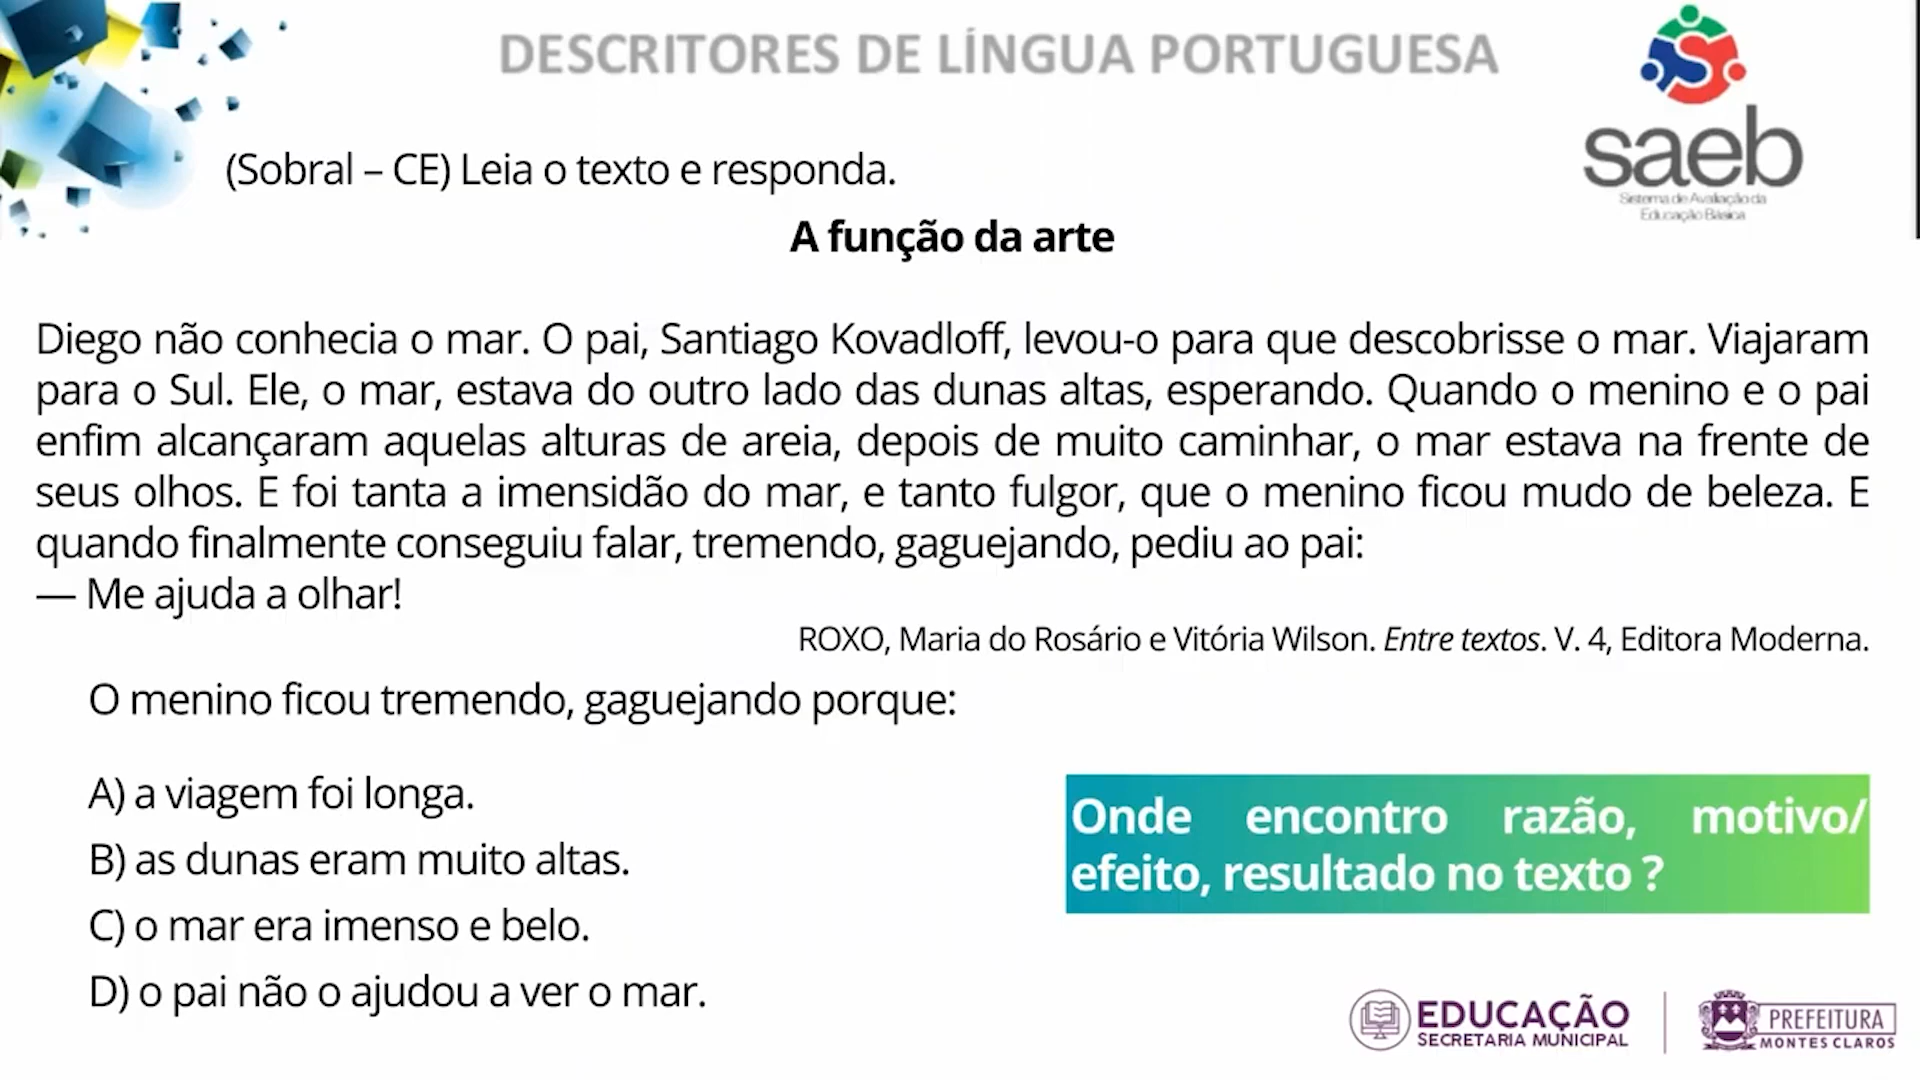 DESCRITORES DE LÍNGUA PORTUGUESA
saeb
Sistema de Avaliação da
Educação Básica
(Sobral – CE) Leia o texto e responda.
A função da arte
Diego não conhecia o mar. O pai, Santiago Kovadloff, levou-o para que descobrisse o mar. Viajaram
para o Sul. Ele, o mar, estava do outro lado das dunas altas, esperando. Quando o menino e o pai
enfim alcançaram aquelas alturas de areia, depois de muito caminhar, o mar estava na frente de
seus olhos. E foi tanta a imensidão do mar, e tanto fulgor, que o menino ficou mudo de beleza. E
quando finalmente conseguiu falar, tremendo, gaguejando, pediu ao pai:
— Me ajuda a olhar!
ROXO, Maria do Rosário e Vitória Wilson. Entre textos. V. 4, Editora Moderna.
O menino ficou tremendo, gaguejando porque:
A) a viagem foi longa.
B) as dunas eram muito altas.
C) o mar era imenso e belo.
D) o pai não o ajudou a ver o mar.
Onde encontro razão, motivo/
efeito, resultado no texto ?
EDUCAÇÃO
SECRETARIA MUNICIPAL
PREFEITURA
MONTES CLAROS